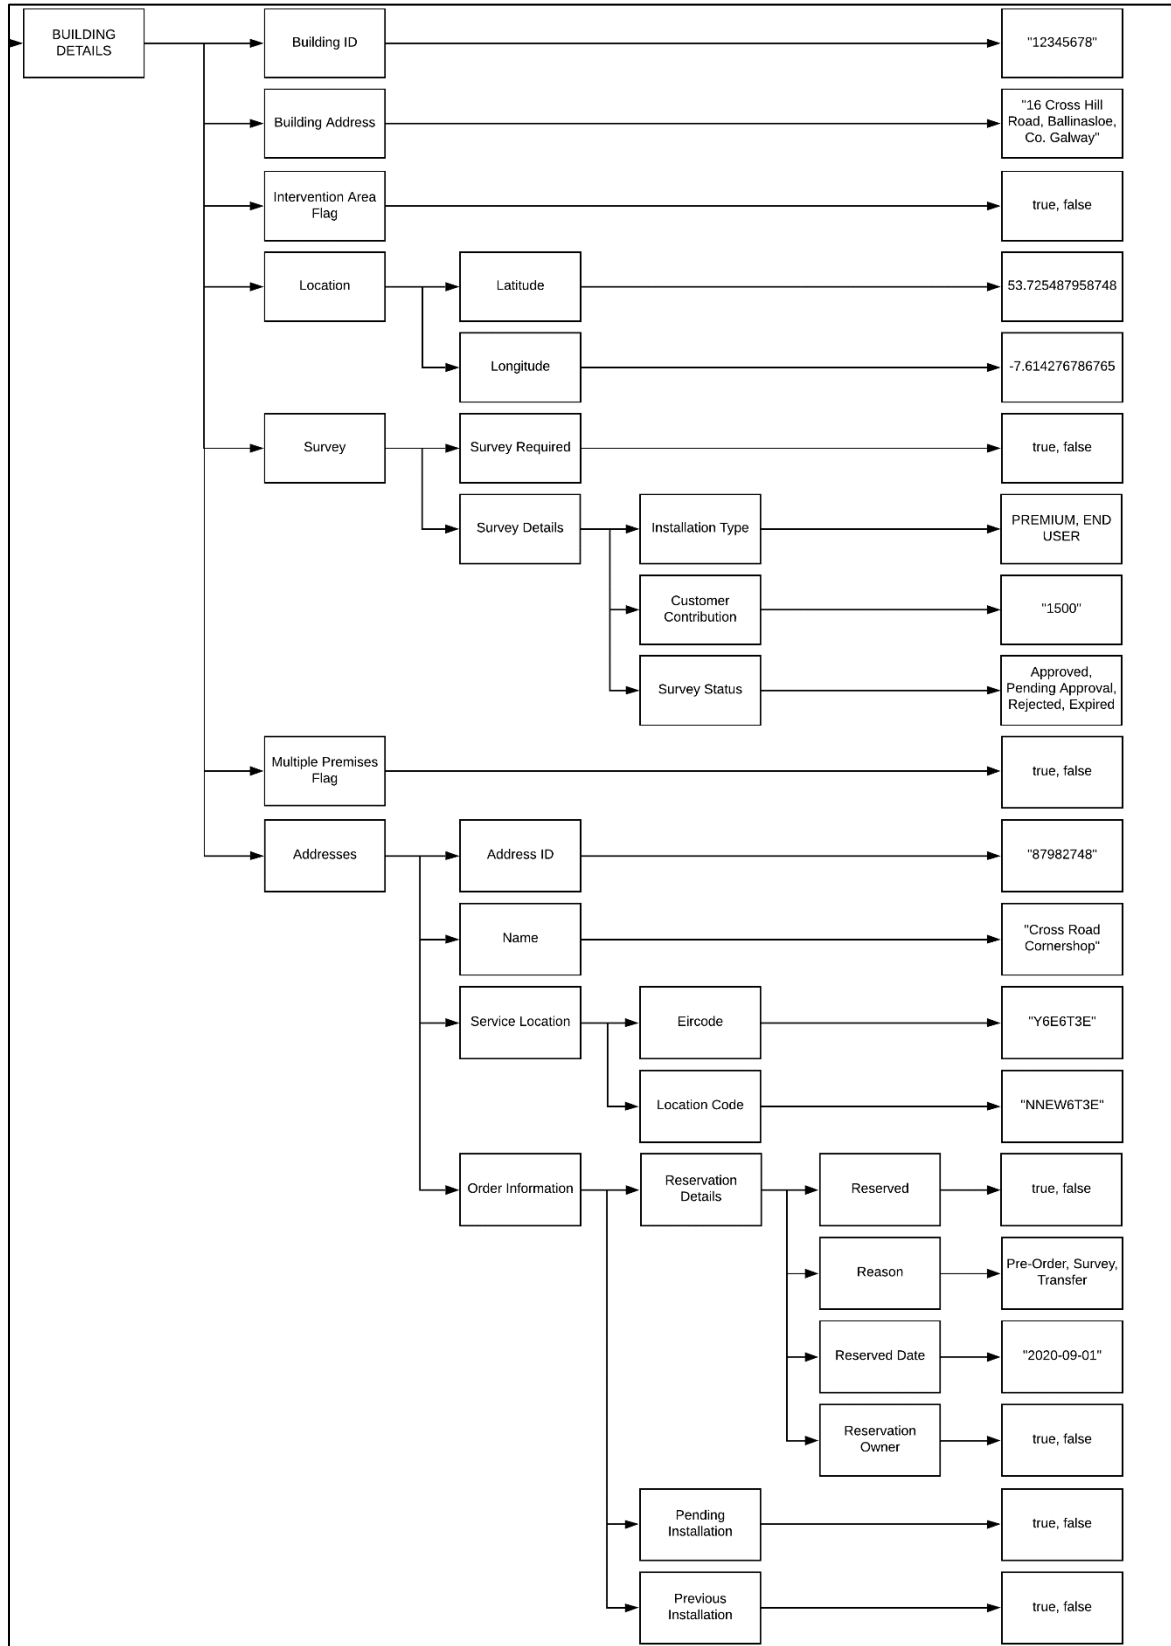 BUILDING
DETAILS
Building ID
"12345678"
Building Address
"16 Cross Hill
Road, Ballinasloe,
Co. Galway"
Intervention Area
Flag
true, false
Location
Latitude
53.725487958748
Longitude
-7.614276786765
Survey
Survey Required
true, false
Survey Details
Installation Type
PREMIUM, END
USER
Customer
Contribution
"1500"
Survey Status
Approved,
Pending Approval,
Rejected, Expired
Multiple Premises
Flag
true, false
Addresses
Address ID
"87982748"
Name
"Cross Road
Cornershop"
Service Location
Eircode
"Y6E6T3E"
Location Code
"NNEW6T3E"
Order Information
Reservation
Details
Reserved
true, false
Reason
Pre-Order, Survey,
Transfer
Reserved Date
"2020-09-01"
Reservation
Owner
true, false
Pending
Installation
true, false
Previous
Installation
true, false